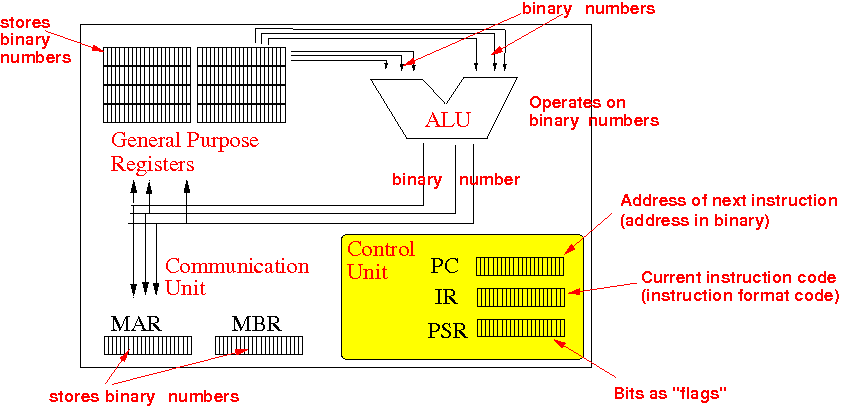 stores
binary
numbers
binary numbers
ALU
Operates on
binary numbers
General Purpose
Registers
binary number
Address of next instruction
(address in binary)
Control
Unit
PC
Communication
Unit
Current instruction code
(instruction format code)
IR
MAR
MBR
PSR
stores binary numbers
Bits as "flags"